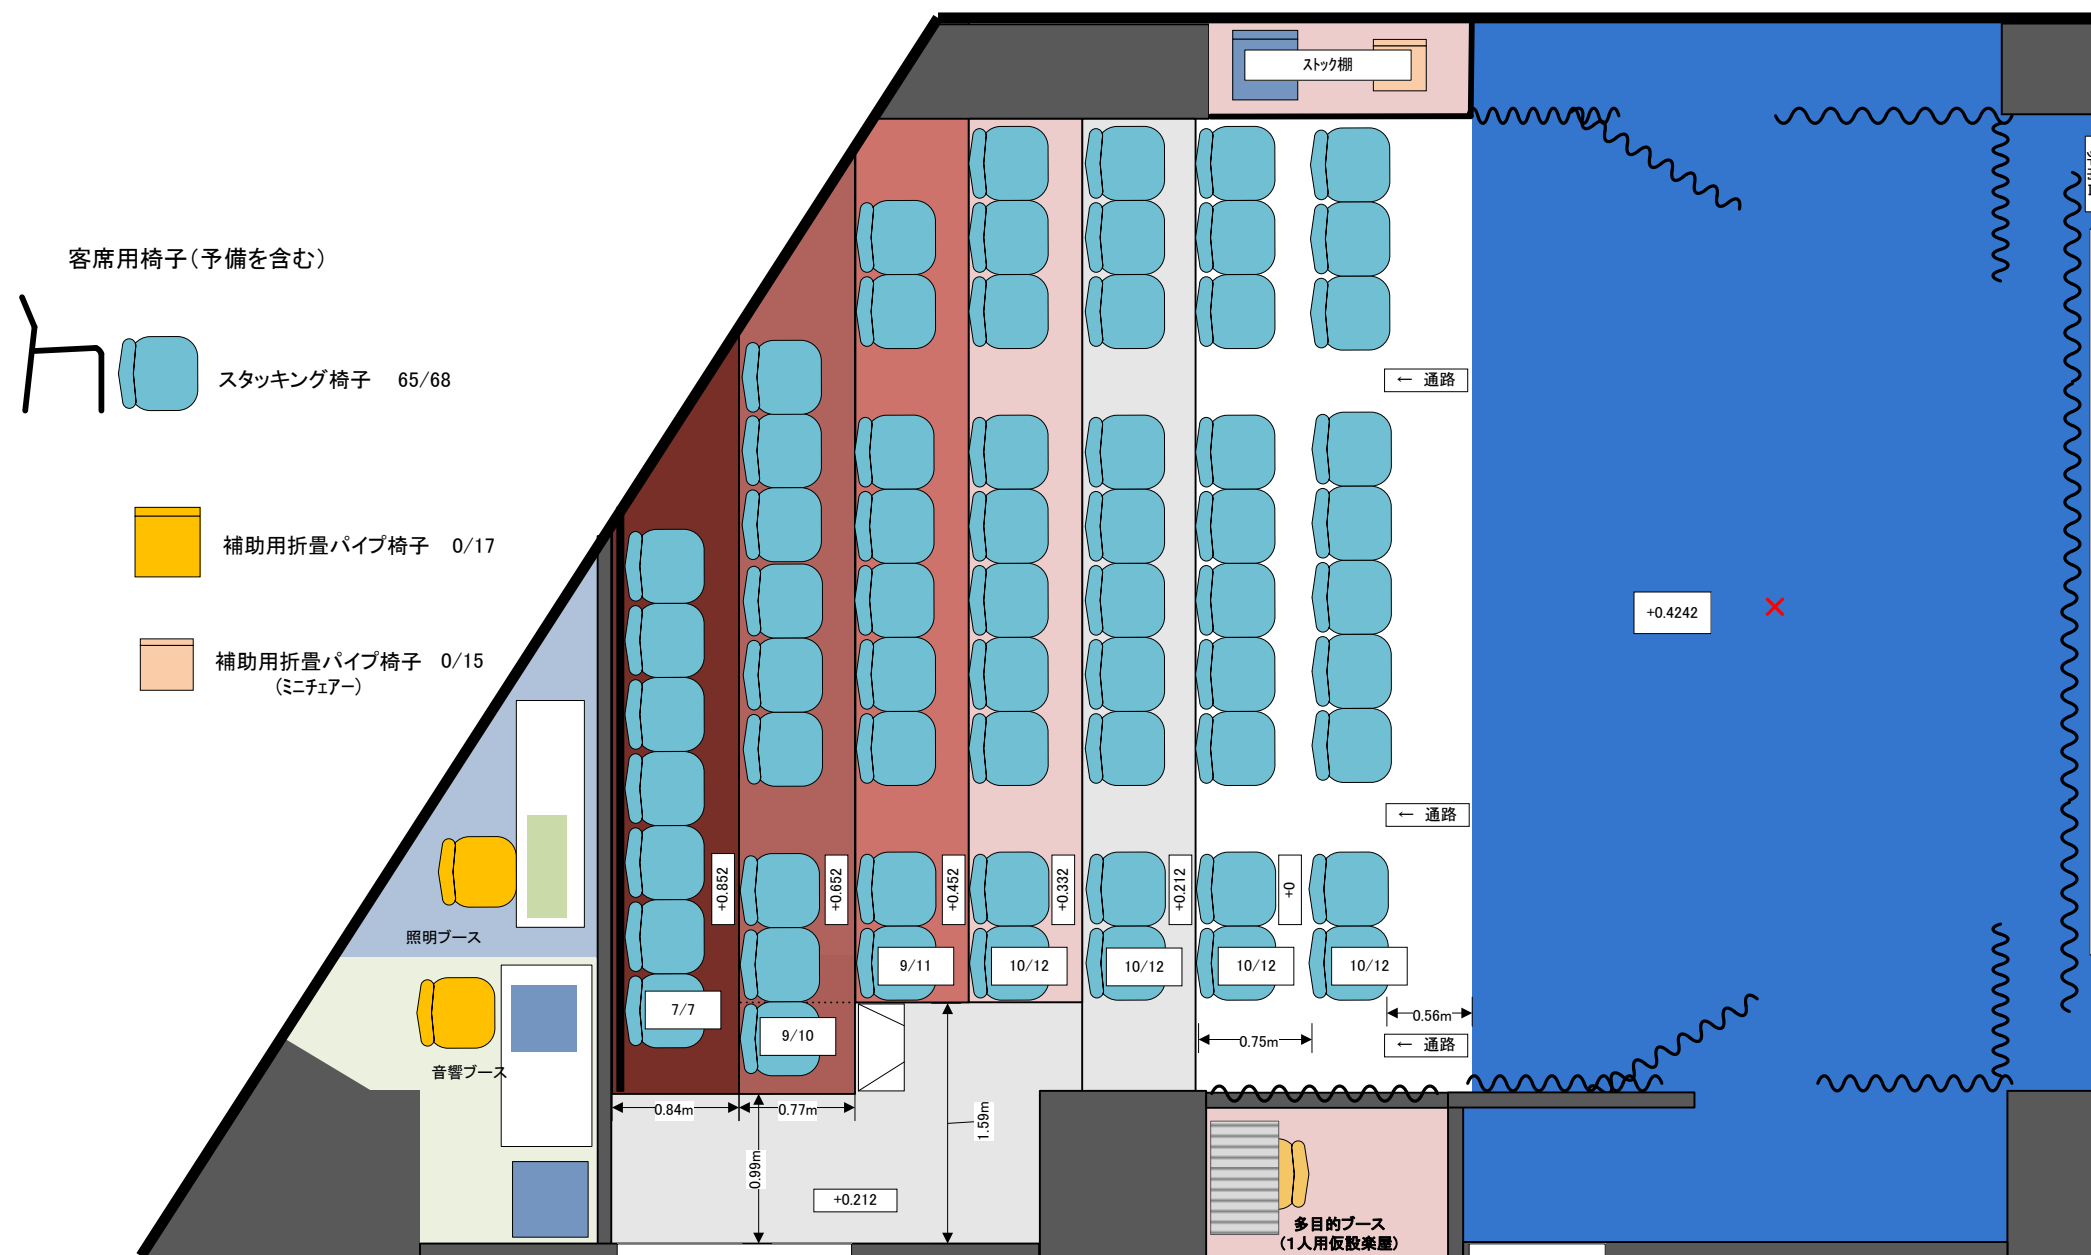 ストック棚
客席用椅子(予備を含む)
スタッキング椅子 65/68
← 通路
補助用折畳パイプ椅子 0/17
+0.4242
補助用折畳パイプ椅子 0/15
(ミニチェアー)
← 通路
+0.852
+0.652
+0.452
+0.332
+0.212
+0
照明ブース
9/11
10/12
10/12
10/12
10/12
7/7
9/10
0.56m
0.75m
← 通路
音響ブース
0.84m
0.77m
1.59m
0.99m
+0.212
多目的ブース
(1人用仮設楽屋)